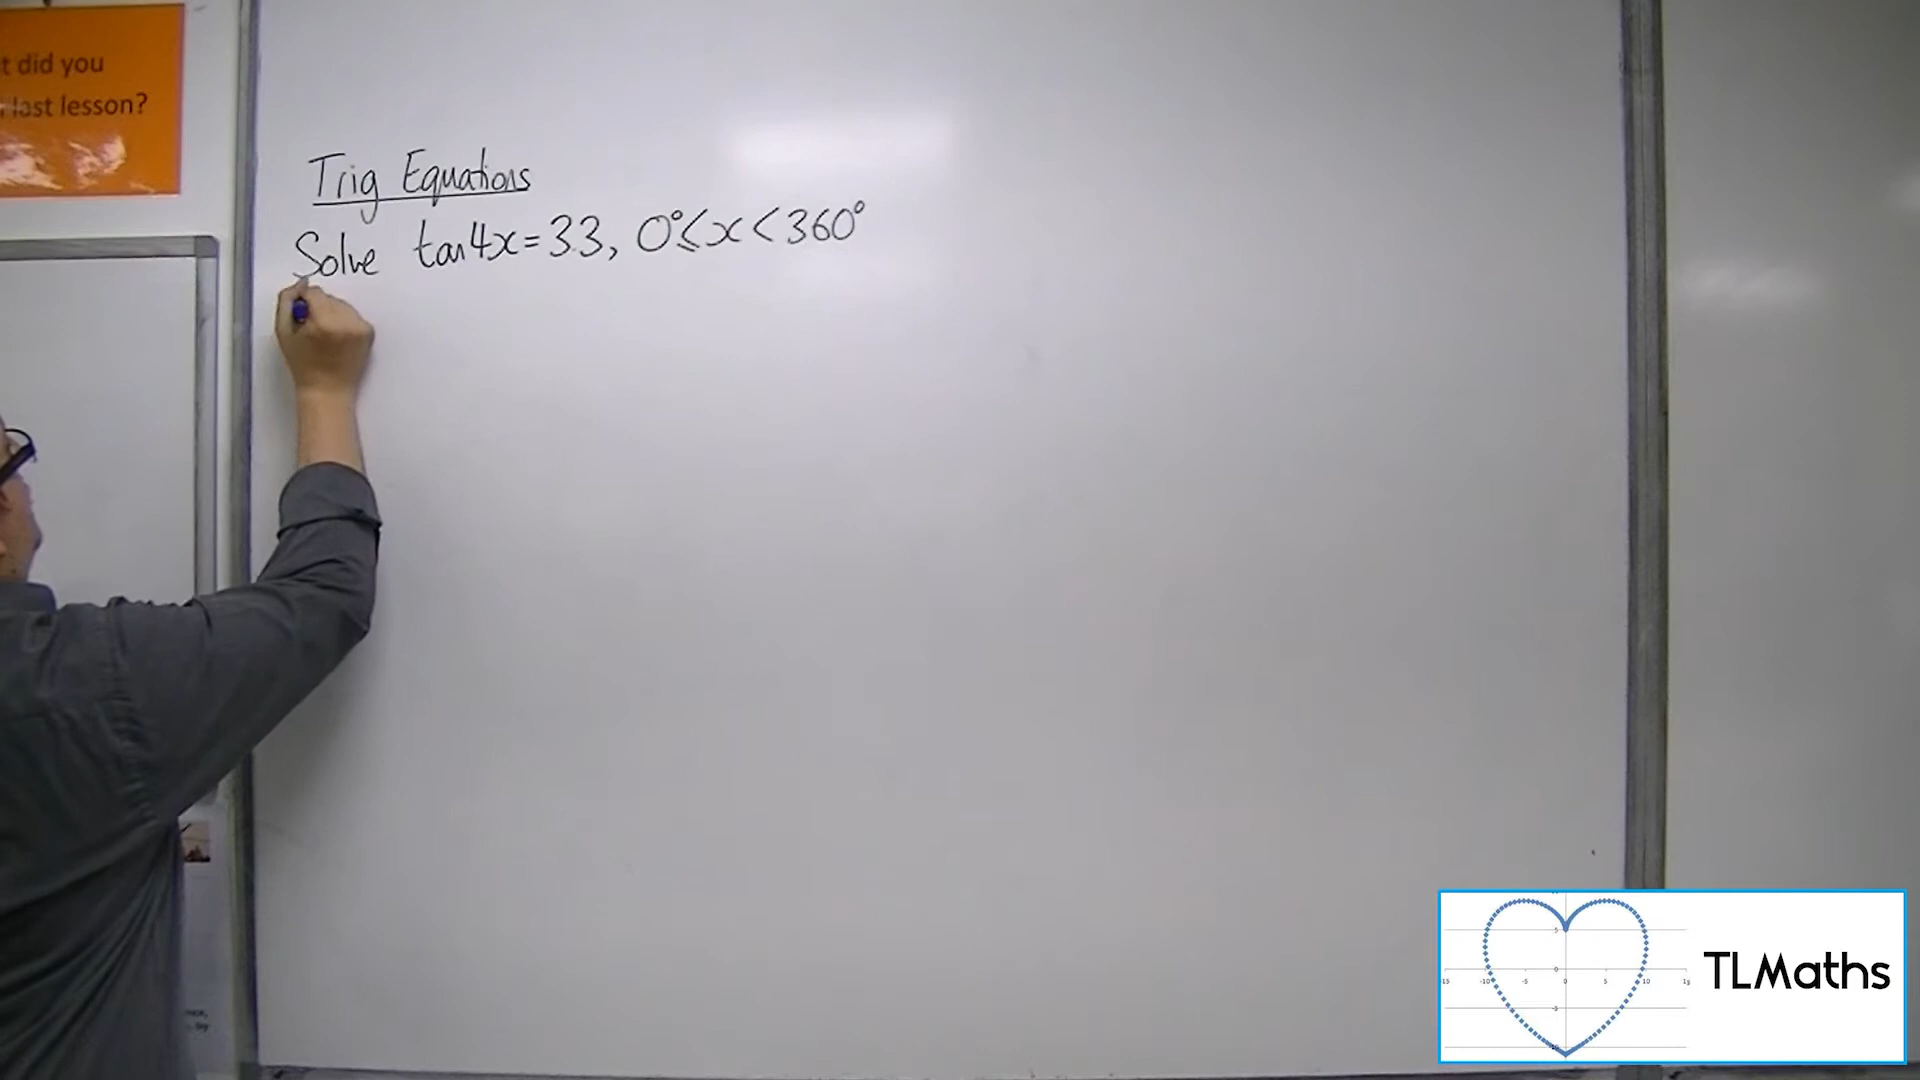 t did you
last lesson?
Trig Equations
Solve tan4x=3.3, 0°≤x<360°
TLMaths